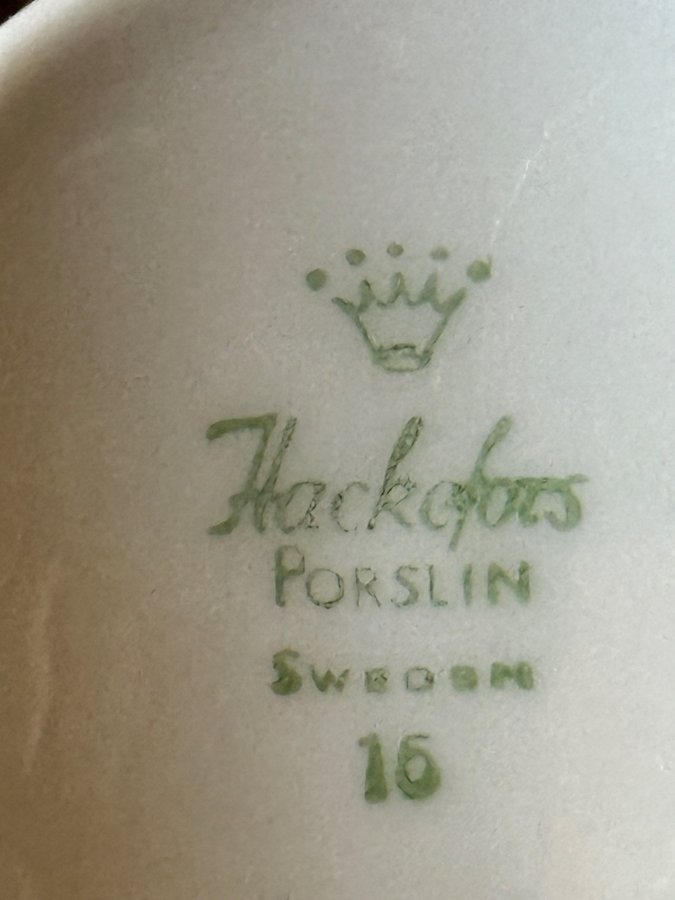 Hackefors
PORSLIN
SWEDEN
16